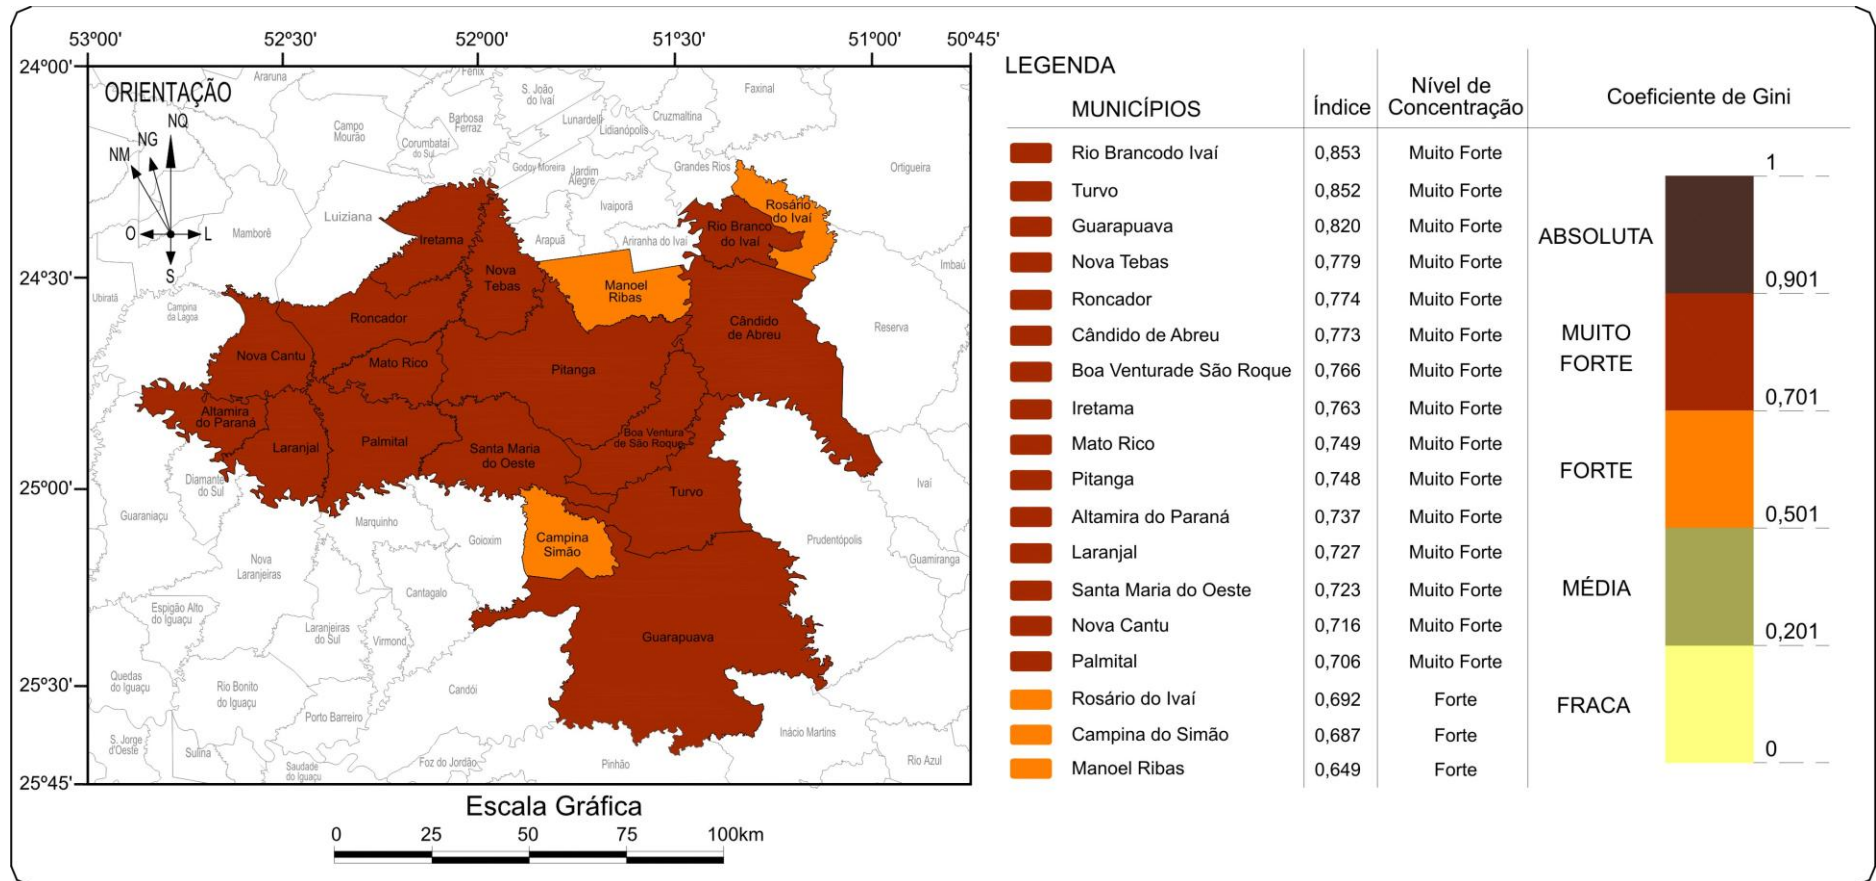 53°00'
52°30'
52°00'
51°30'
51°00'
50°45'
24°00'
24°30'
25°00'
25°30'
25°45'
ORIENTAÇÃO
NQ
NG
NM
O
L
S
Araruna
Fênix
S. João
do Ivaí
Faxinal
Campo
Mourão
Barbosa
Ferraz
Lunardelli
Lidianópolis
Cruzmaltina
Corumbataí
do Sul
Godoy Moreira
Jardim
Alegre
Grandes Rios
Ortigueira
Luiziana
Ivaiporã
Rosário
do Ivaí
Mamborê
Iretama
Arapuã
Ariranha do Ivaí
Rio Branco
do Ivaí
Imbaú
Nova
Tebas
Manoel
Ribas
Ubiratã
Campina
da Lagoa
Roncador
Cândido
de Abreu
Reserva
Nova Cantu
Mato Rico
Pitanga
Altamira
do Paraná
Laranjal
Palmital
Santa Maria
do Oeste
Boa Ventura
de São Roque
Diamante
do Sul
Turvo
Ivaí
Guaraniaçu
Marquinho
Goioxim
Campina
Simão
Prudentópolis
Nova
Laranjeiras
Guamiranga
Cantagalo
Espigão Alto
do Iguaçu
Laranjeiras
do Sul
Virmond
Guarapuava
Quedas
do Iguaçu
Rio Bonito
do Iguaçu
Candói
Porto Barreiro
Inácio Martins
S. Jorge
d'Oeste
Sulina
Saudade
do Iguaçu
Foz do Jordão
Pinhão
Rio Azul
Escala Gráfica
0 25 50 75 100km
LEGENDA
MUNICÍPIOS Índice Nível de
Concentração
Coeficiente de Gini
Rio Brancodo Ivaí 0,853 Muito Forte
Turvo 0,852 Muito Forte
Guarapuava 0,820 Muito Forte
Nova Tebas 0,779 Muito Forte
Roncador 0,774 Muito Forte
Cândido de Abreu 0,773 Muito Forte
Boa Venturade São Roque 0,766 Muito Forte
Iretama 0,763 Muito Forte
Mato Rico 0,749 Muito Forte
Pitanga 0,748 Muito Forte
Altamira do Paraná 0,737 Muito Forte
Laranjal 0,727 Muito Forte
Santa Maria do Oeste 0,723 Muito Forte
Nova Cantu 0,716 Muito Forte
Palmital 0,706 Muito Forte
Rosário do Ivaí 0,692 Forte
Campina do Simão 0,687 Forte
Manoel Ribas 0,649 Forte
1
ABSOLUTA
0,901
MUITO
FORTE
0,701
FORTE
0,501
MÉDIA
0,201
FRACA
0